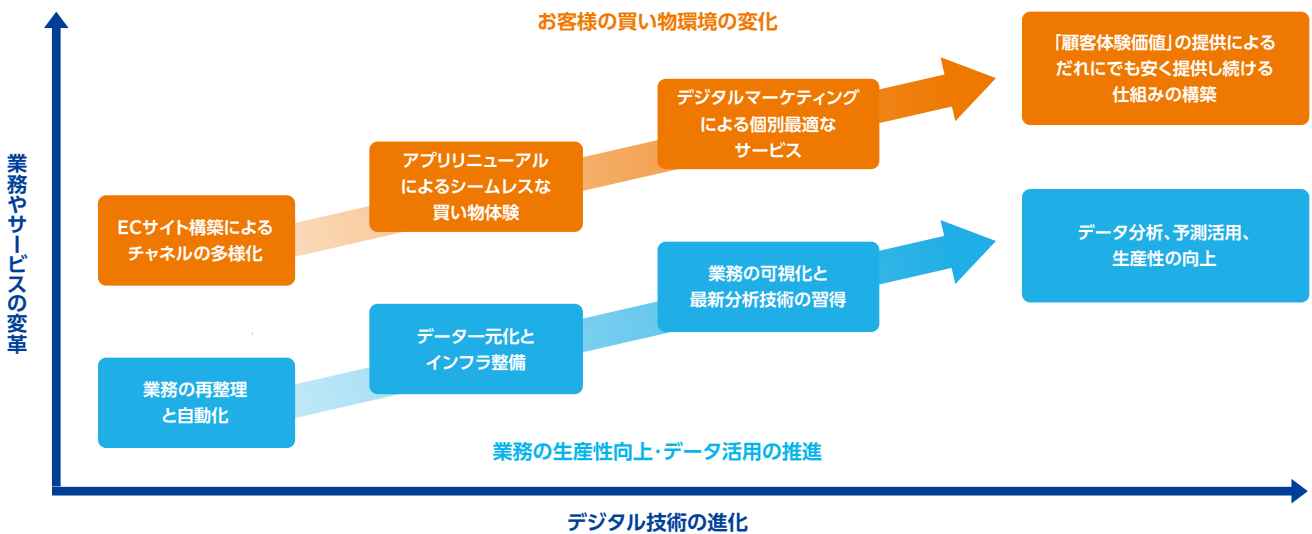 お客様の買い物環境の変化
「顧客体験価値」の提供による
だれにでも安く提供し続ける
仕組みの構築
デジタルマーケティング
による個別最適な
サービス
アプリリニューアル
によるシームレスな
買い物体験
ECサイト構築による
チャネルの多様化
業務やサービスの変革
データ分析、予測活用、
生産性の向上
業務の可視化と
最新分析技術の習得
データ一元化と
インフラ整備
業務の再整理
と自動化
業務の生産性向上・データ活用の推進
デジタル技術の進化